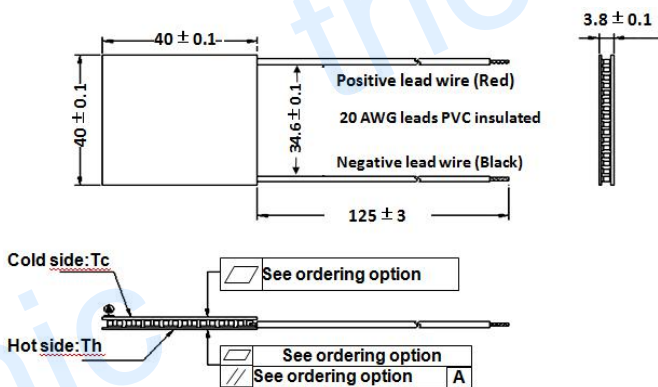 40 ± 0.1
3.8 ± 0.1
40 ± 0.1
34.6 ± 0.1
Positive lead wire (Red)
20 AWG leads PVC insulated
Negative lead wire (Black)
125 ± 3
Cold side:Tc
See ordering option
A
Hot side:Th
See ordering option
// See ordering option A